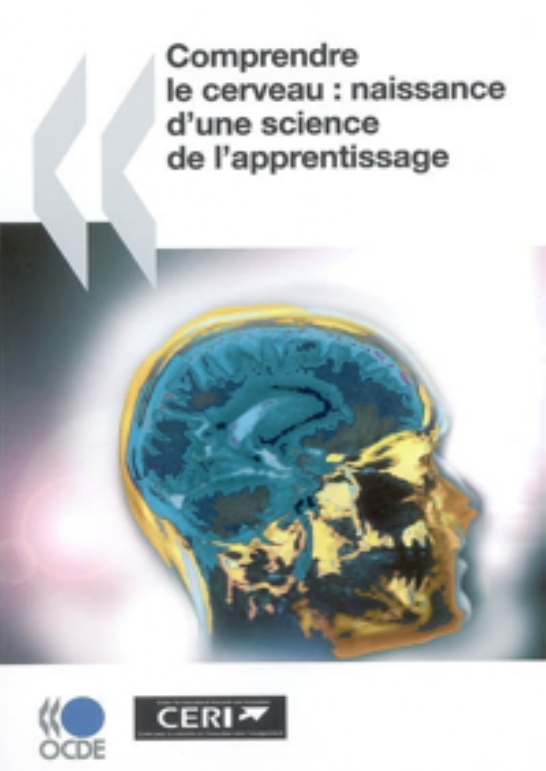 Comprendre
le cerveau : naissance
d'une science
de l'apprentissage
OCDE
CERI